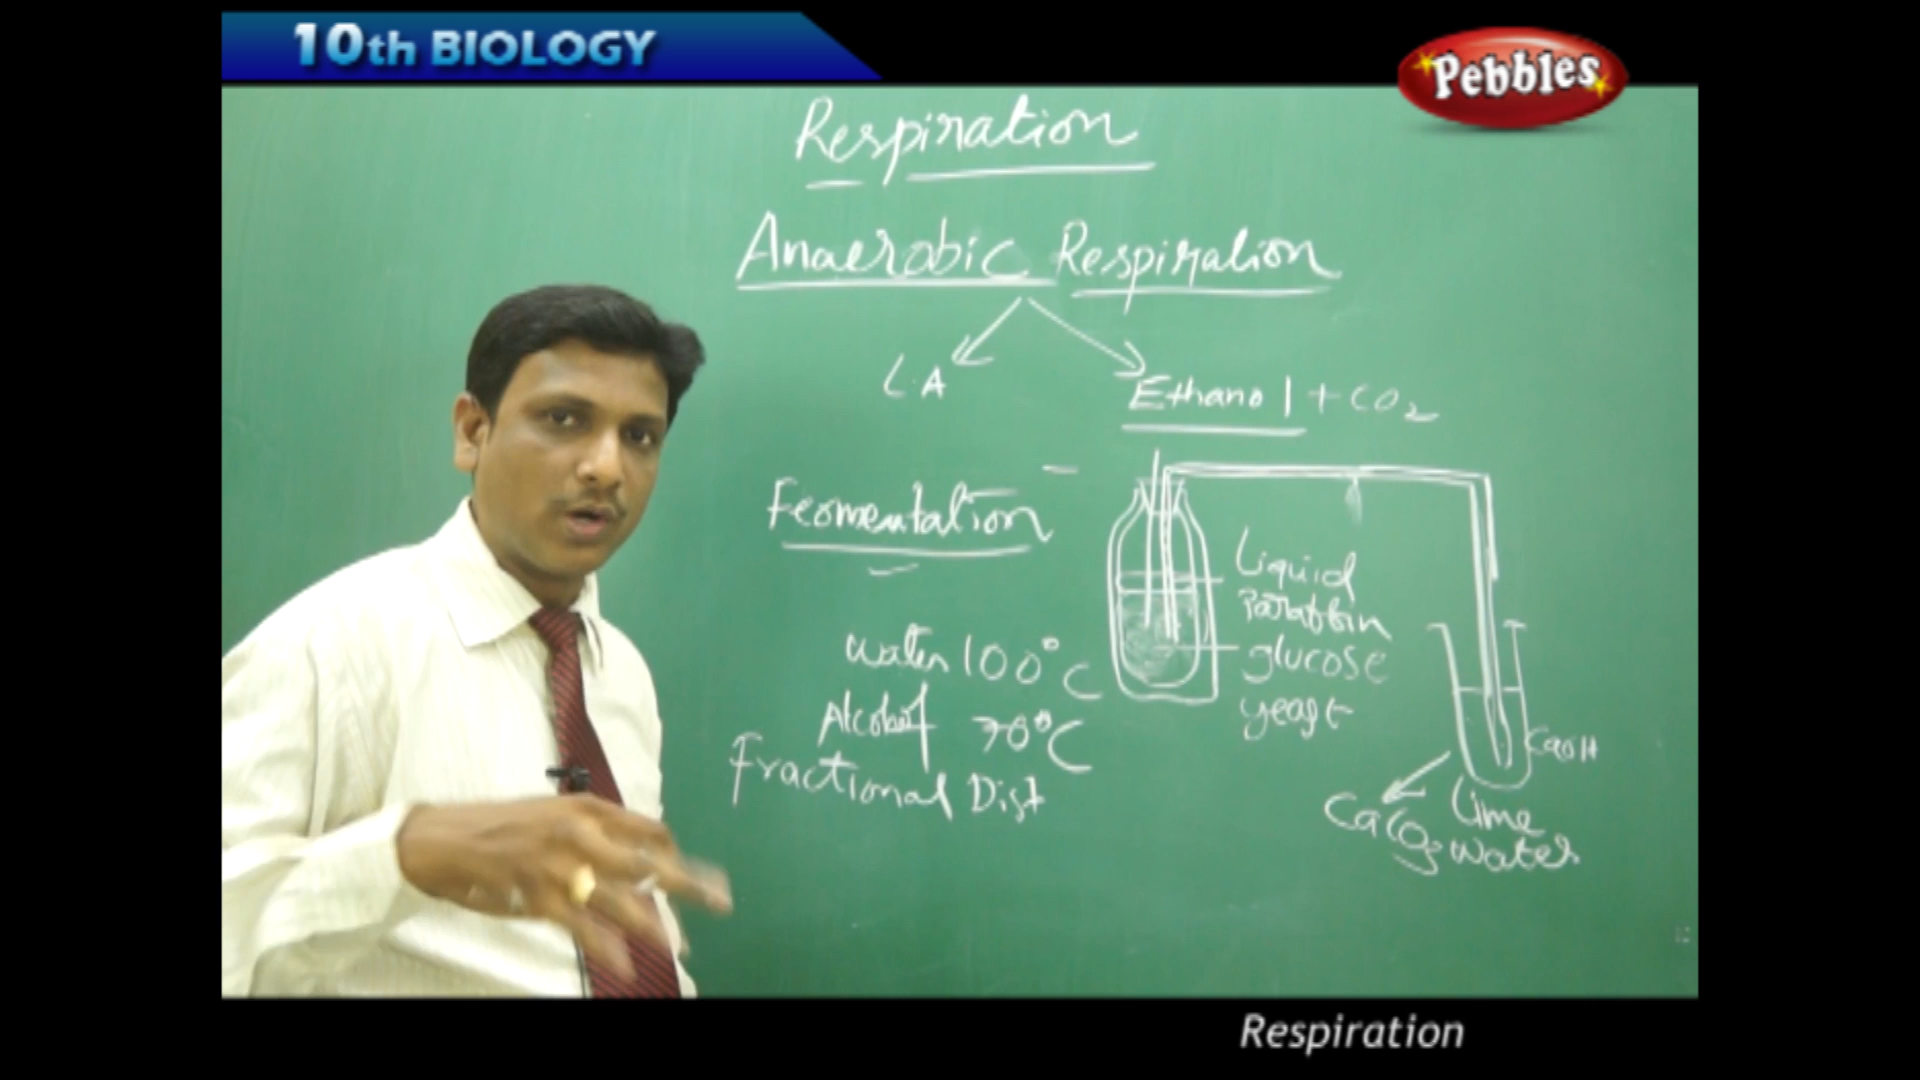 10th BIOLOGY
Pebbles
Respiration
Anaerobic Respiration
L.A
Ethanol + CO2
Fermentation
Liquid
Paraffin
glucose
yeast
water 100°C
Alcohol 70°C
Fractional Dist
CaOH
CaCO3
Lime
water
Respiration